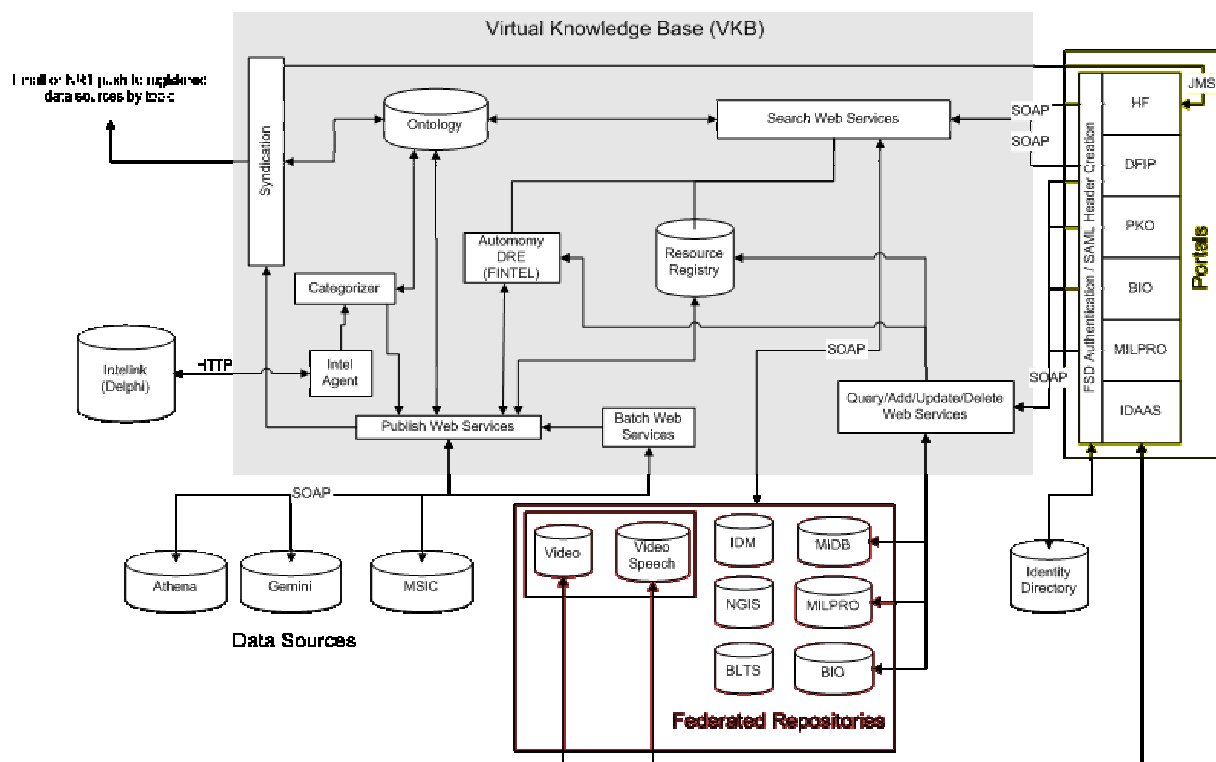 Virtual Knowledge Base (VKB)
data sources by topic
Syndication
Ontology
Search Web Services
SOAP
SOAP
JMS
HF
DFIP
PKO
BIO
MILPRO
IDAAS
FSD Authentication / SAML Header Creation
Portals
Automomy
DRE
(FINTEL)
Resource
Registry
Categorizer
Intelink
(Delphi)
HTTP
Intel
Agent
SOAP
SOAP
Query/Add/Update/Delete
Web Services
Publish Web Services
Batch Web
Services
SOAP
Athena
Gemini
MSIC
Data Sources
Video
Video
Speech
IDM
MIDB
NGIS
MILPRO
BLTS
BIO
Federated Repositories
Identity
Directory